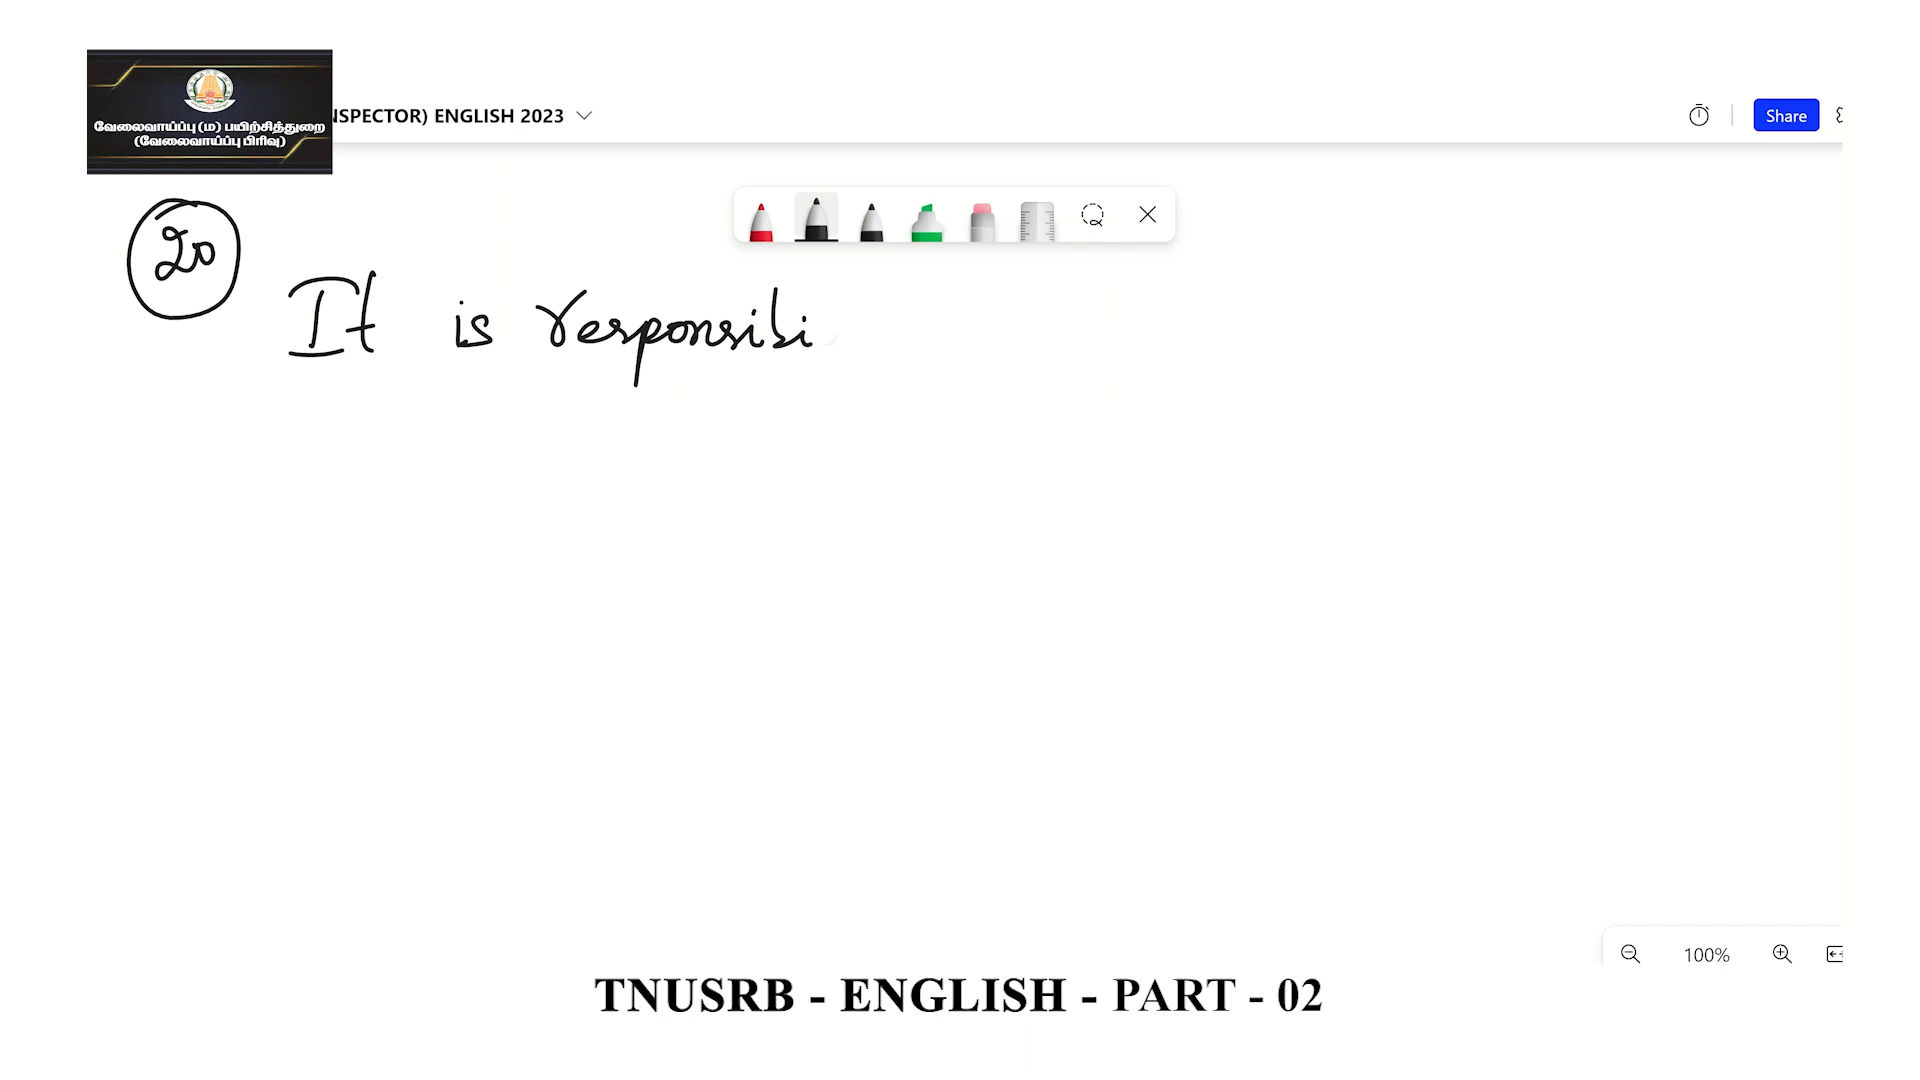 வேலைவாய்ப்பு (ம) பயிற்சித்துறை
(வேலைவாய்ப்பு பிரிவு)
NSPECTOR) ENGLISH 2023
Share
20
It is responsibi
100%
TNUSRB - ENGLISH - PART - 02